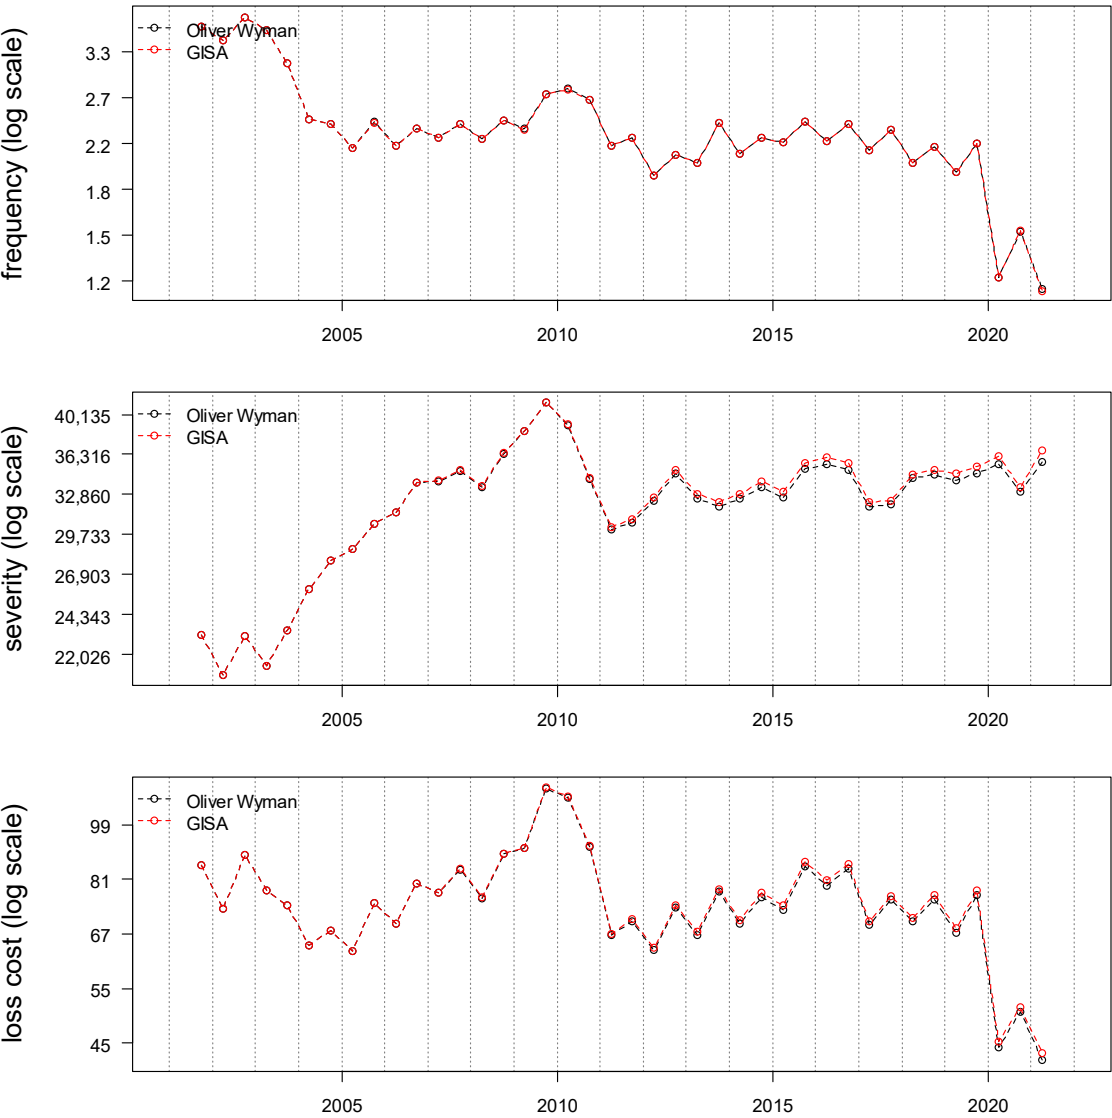 frequency (log scale)
Oliver Wyman
GISA
3.3
2.7
2.2
1.8
1.5
1.2
2005 2010 2015 2020
severity (log scale)
Oliver Wyman
GISA
40,135
36,316
32,860
29,733
26,903
24,343
22,026
2005 2010 2015 2020
loss cost (log scale)
Oliver Wyman
GISA
99
81
67
55
45
2005 2010 2015 2020